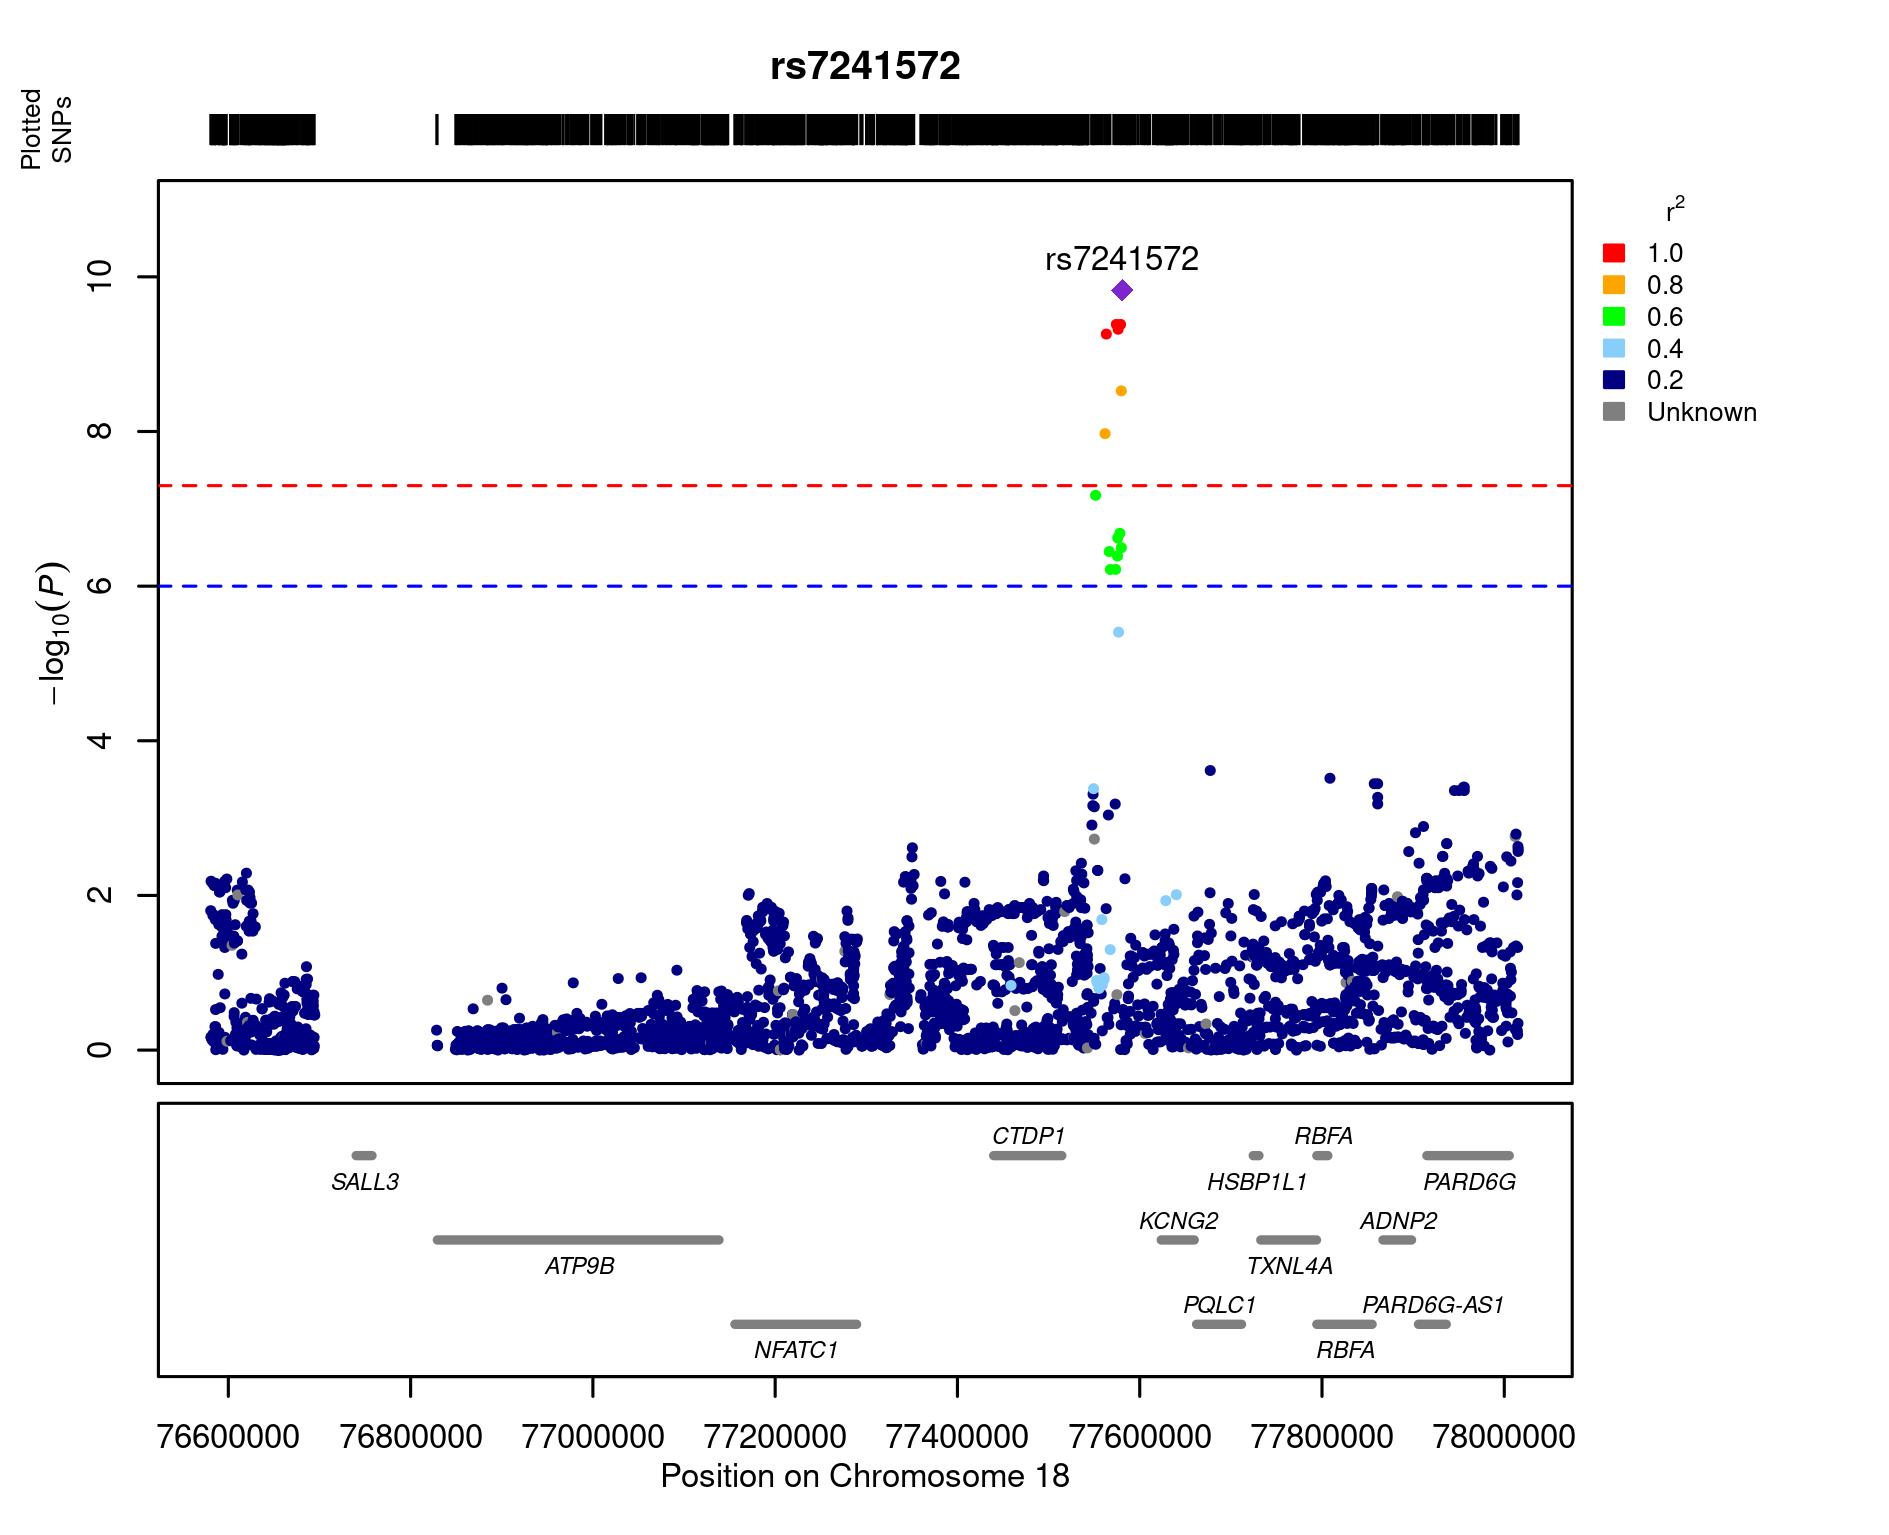 rs7241572
Plotted
SNPs
r2
1.0
0.8
0.6
0.4
0.2
Unknown
rs7241572
10
8
6
4
2
0
−log10(P)
CTDP1
RBFA
SALL3
HSBP1L1
PARD6G
KCNG2
ADNP2
ATP9B
TXNL4A
PQLC1
PARD6G-AS1
NFATC1
RBFA
76600000 76800000 77000000 77200000 77400000 77600000 77800000 78000000
Position on Chromosome 18